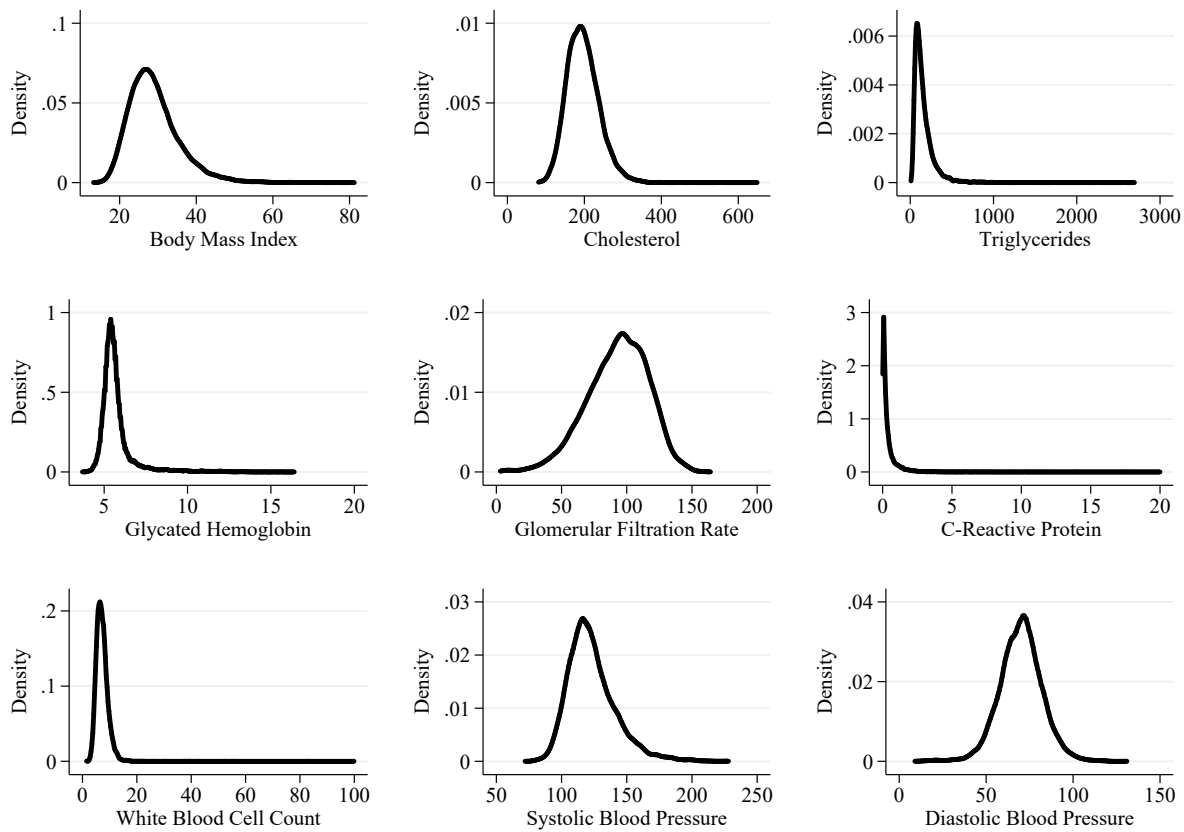 .1
.05
0
Density
20 40 60 80
Body Mass Index
.01
.005
0
Density
0 200 400 600
Cholesterol
.006
.004
.002
0
Density
0 1000 2000 3000
Triglycerides
1
.5
0
Density
5 10 15 20
Glycated Hemoglobin
.02
.01
0
Density
0 50 100 150 200
Glomerular Filtration Rate
3
2
1
0
Density
0 5 10 15 20
C-Reactive Protein
.2
.1
0
Density
0 20 40 60 80 100
White Blood Cell Count
.03
.02
.01
0
Density
50 100 150 200 250
Systolic Blood Pressure
.04
.02
0
Density
0 50 100 150
Diastolic Blood Pressure